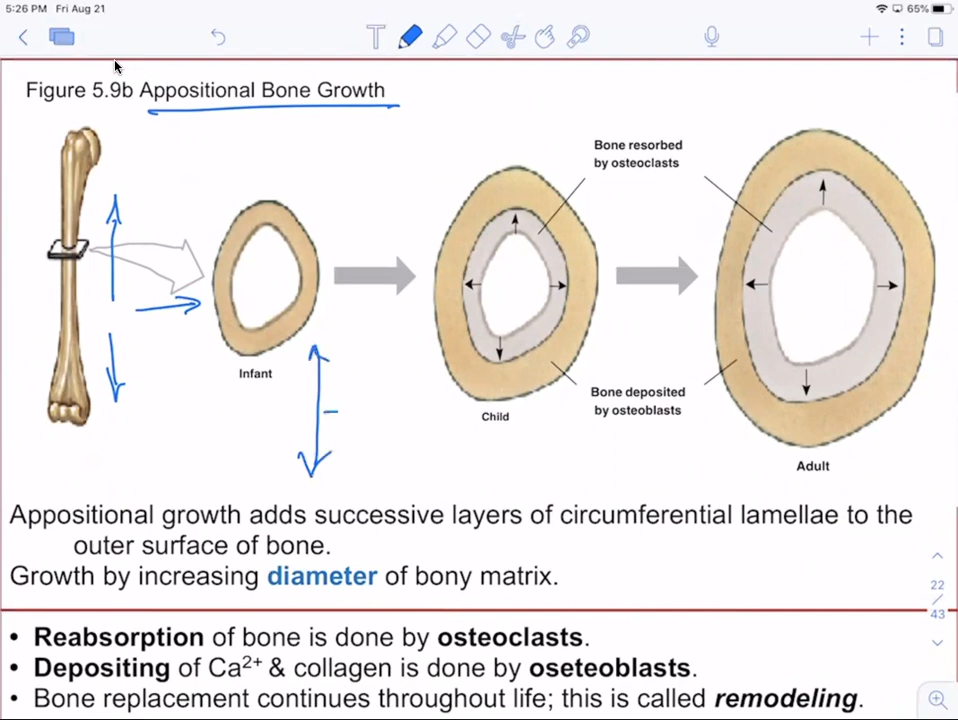 5:26 PM Fri Aug 21
65%
T
Figure 5.9b Appositional Bone Growth
Bone resorbed
by osteoclasts
Infant
Bone deposited
by osteoblasts
Child
Adult
Appositional growth adds successive layers of circumferential lamellae to the
outer surface of bone.
Growth by increasing diameter of bony matrix.
22
/
43
• Reabsorption of bone is done by osteoclasts.
• Depositing of Ca²⁺ & collagen is done by oseteoblasts.
• Bone replacement continues throughout life; this is called remodeling.